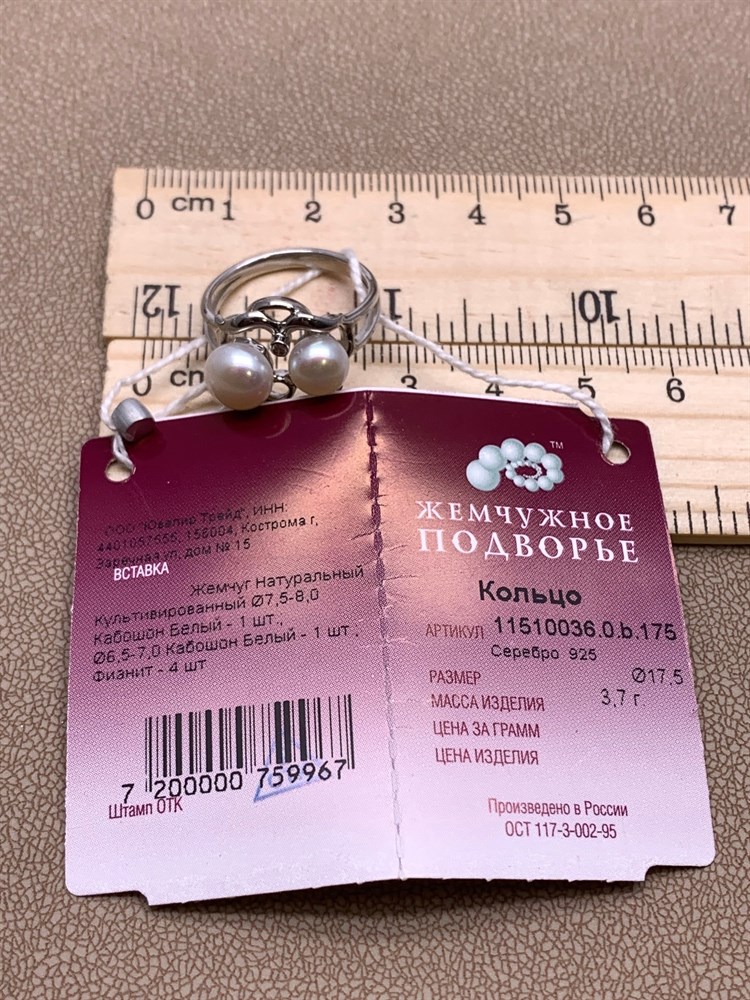 0 cm 1 2 3 4 5 6 7
12 11 10
0 cm 3 4 5 6
ООО "Ювелир Трейд", ИНН:
4401097555, 156004, Кострома г,
Заречная ул, дом № 15
ВСТАВКА
Жемчуг Натуральный
Культивированный Ø7,5-8,0
Кабошон Белый - 1 шт.,
Ø6,5-7,0 Кабошон Белый - 1 шт.,
Фианит - 4 шт
7 200000 759967
Штамп ОТК
TM
ЖЕМЧУЖНОЕ
ПОДВОРЬЕ
Кольцо
АРТИКУЛ 11510036.0.b.175
Серебро 925
РАЗМЕР Ø17,5
МАССА ИЗДЕЛИЯ 3,7 г.
ЦЕНА ЗА ГРАММ
ЦЕНА ИЗДЕЛИЯ
Произведено в России
ОСТ 117-3-002-95